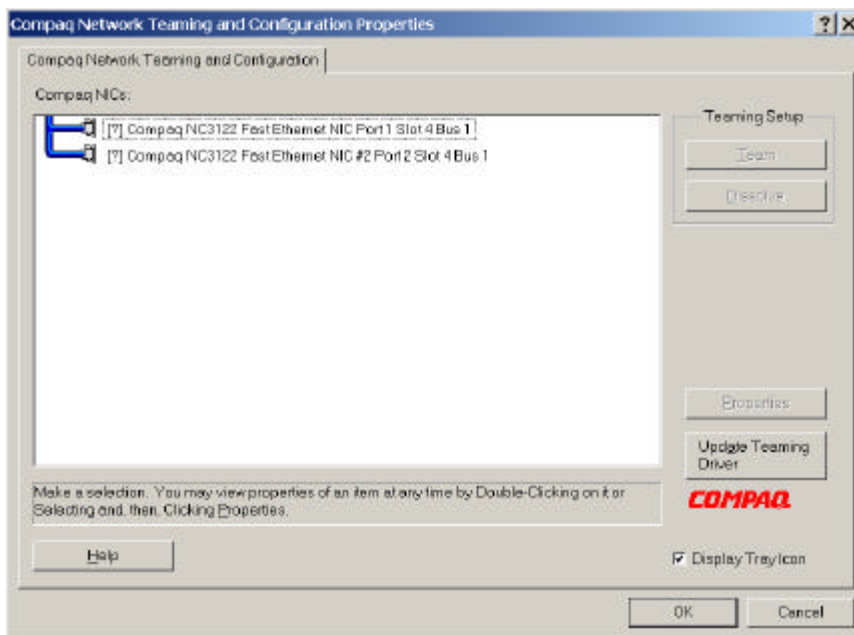 Compaq Network Teaming and Configuration Properties
Compaq Network Teaming and Configuration
Compaq NICs:
[?] Compaq NC3122 Fast Ethernet NIC Port 1 Slot 4 Bus 1
[?] Compaq NC3122 Fast Ethernet NIC #2 Port 2 Slot 4 Bus 1
Teaming Setup
Team
Dissolve
Properties
Update Teaming
Driver
Make a selection. You may view properties of an item at any time by Double-Clicking on it or
Selecting and, then, Clicking Properties.
COMPAQ
Help
Display Tray Icon
OK
Cancel